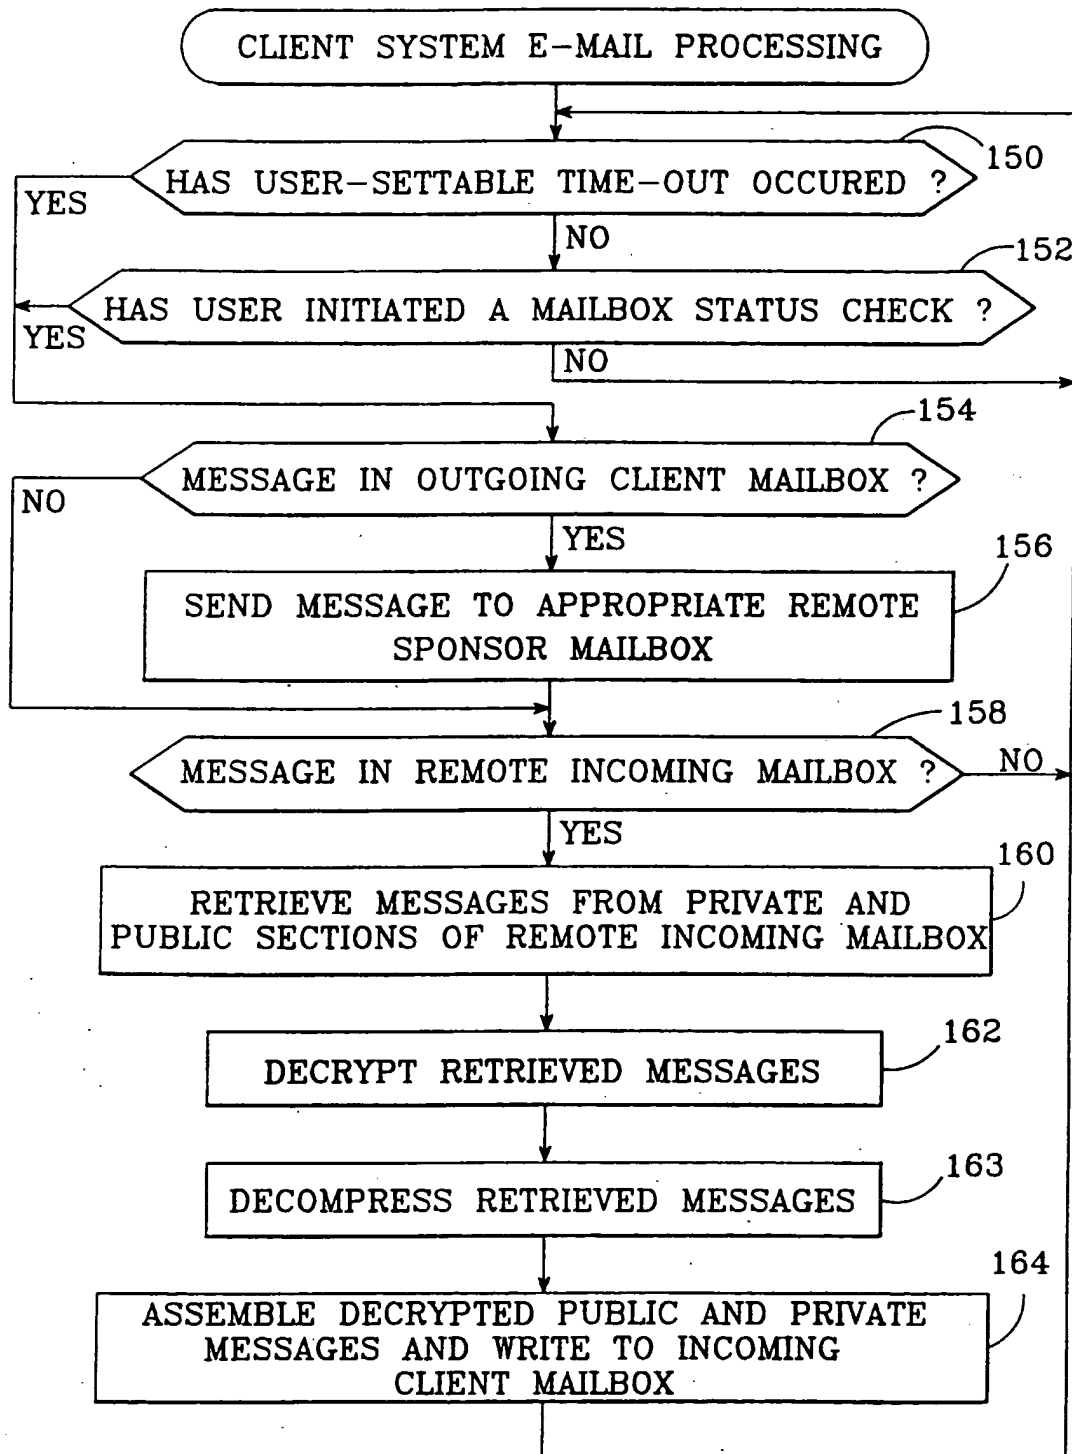 CLIENT SYSTEM E-MAIL PROCESSING
150
HAS USER-SETTABLE TIME-OUT OCCURED ?
YES
NO
152
HAS USER INITIATED A MAILBOX STATUS CHECK ?
YES
NO
154
MESSAGE IN OUTGOING CLIENT MAILBOX ?
NO
YES
156
SEND MESSAGE TO APPROPRIATE REMOTE
SPONSOR MAILBOX
158
MESSAGE IN REMOTE INCOMING MAILBOX ?
NO
YES
160
RETRIEVE MESSAGES FROM PRIVATE AND
PUBLIC SECTIONS OF REMOTE INCOMING MAILBOX
162
DECRYPT RETRIEVED MESSAGES
163
DECOMPRESS RETRIEVED MESSAGES
164
ASSEMBLE DECRYPTED PUBLIC AND PRIVATE
MESSAGES AND WRITE TO INCOMING
CLIENT MAILBOX